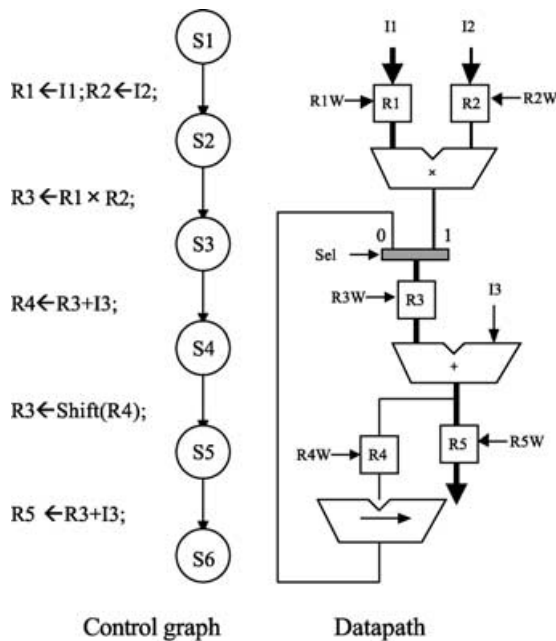 S1
R1←I1;R2←I2;
S2
R3←R1 × R2;
S3
R4←R3+I3;
S4
R3←Shift(R4);
S5
R5 ←R3+I3;
S6
Control graph
I1 I2
R1W R1 R2 R2W
×
0 1
Sel
R3W R3 I3
+
R4W R4 R5 R5W
Datapath